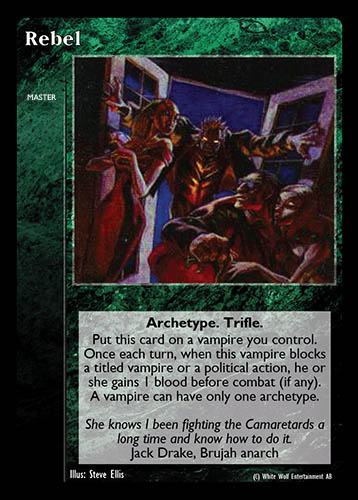 Rebel
MASTER
Archetype. Trifle.
Put this card on a vampire you control.
Once each turn, when this vampire blocks
a titled vampire or a political action, he or
she gains 1 blood before combat (if any).
A vampire can have only one archetype.
She knows I been fighting the Camaretards a
long time and know how to do it.
Jack Drake, Brujah anarch
Illus: Steve Ellis
(C) White Wolf Entertainment AB